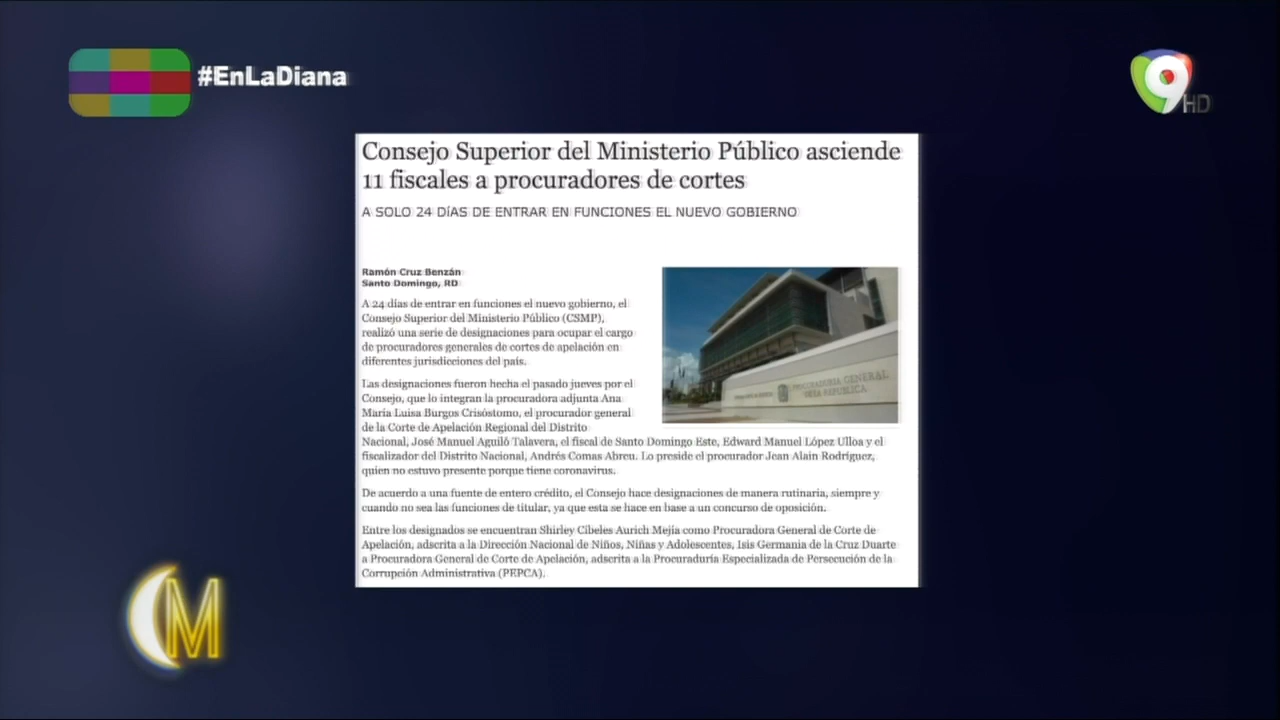 #EnLaDiana
9
HD
Consejo Superior del Ministerio Público asciende
11 fiscales a procuradores de cortes
A SOLO 24 DÍAS DE ENTRAR EN FUNCIONES EL NUEVO GOBIERNO
Ramón Cruz Benzán
Santo Domingo, RD
A 24 días de entrar en funciones el nuevo gobierno, el
Consejo Superior del Ministerio Público (CSMP),
realizó una serie de designaciones para ocupar el cargo
de procuradores generales de cortes de apelación en
diferentes jurisdicciones del país.
Las designaciones fueron hecha el pasado jueves por el
Consejo, que lo integran la procuradora adjunta Ana
María Luisa Burgos Crisóstomo, el procurador general
de la Corte de Apelación Regional del Distrito
Nacional, José Manuel Aguiló Talavera, el fiscal de Santo Domingo Este, Edward Manuel López Ulloa y el
fiscalizador del Distrito Nacional, Andrés Comas Abreu. Lo preside el procurador Jean Alain Rodríguez,
quien no estuvo presente porque tiene coronavirus.
De acuerdo a una fuente de entero crédito, el Consejo hace designaciones de manera rutinaria, siempre y
cuando no sea las funciones de titular, ya que esta se hace en base a un concurso de oposición.
Entre los designados se encuentran Shirley Cibeles Aurich Mejía como Procuradora General de Corte de
Apelación, adscrita a la Dirección Nacional de Niños, Niñas y Adolescentes, Isis Germania de la Cruz Duarte
a Procuradora General de Corte de Apelación, adscrita a la Procuraduría Especializada de Persecución de la
Corrupción Administrativa (PEPCA).
PROCURADURIA GENERAL
DE LA REPUBLICA
M